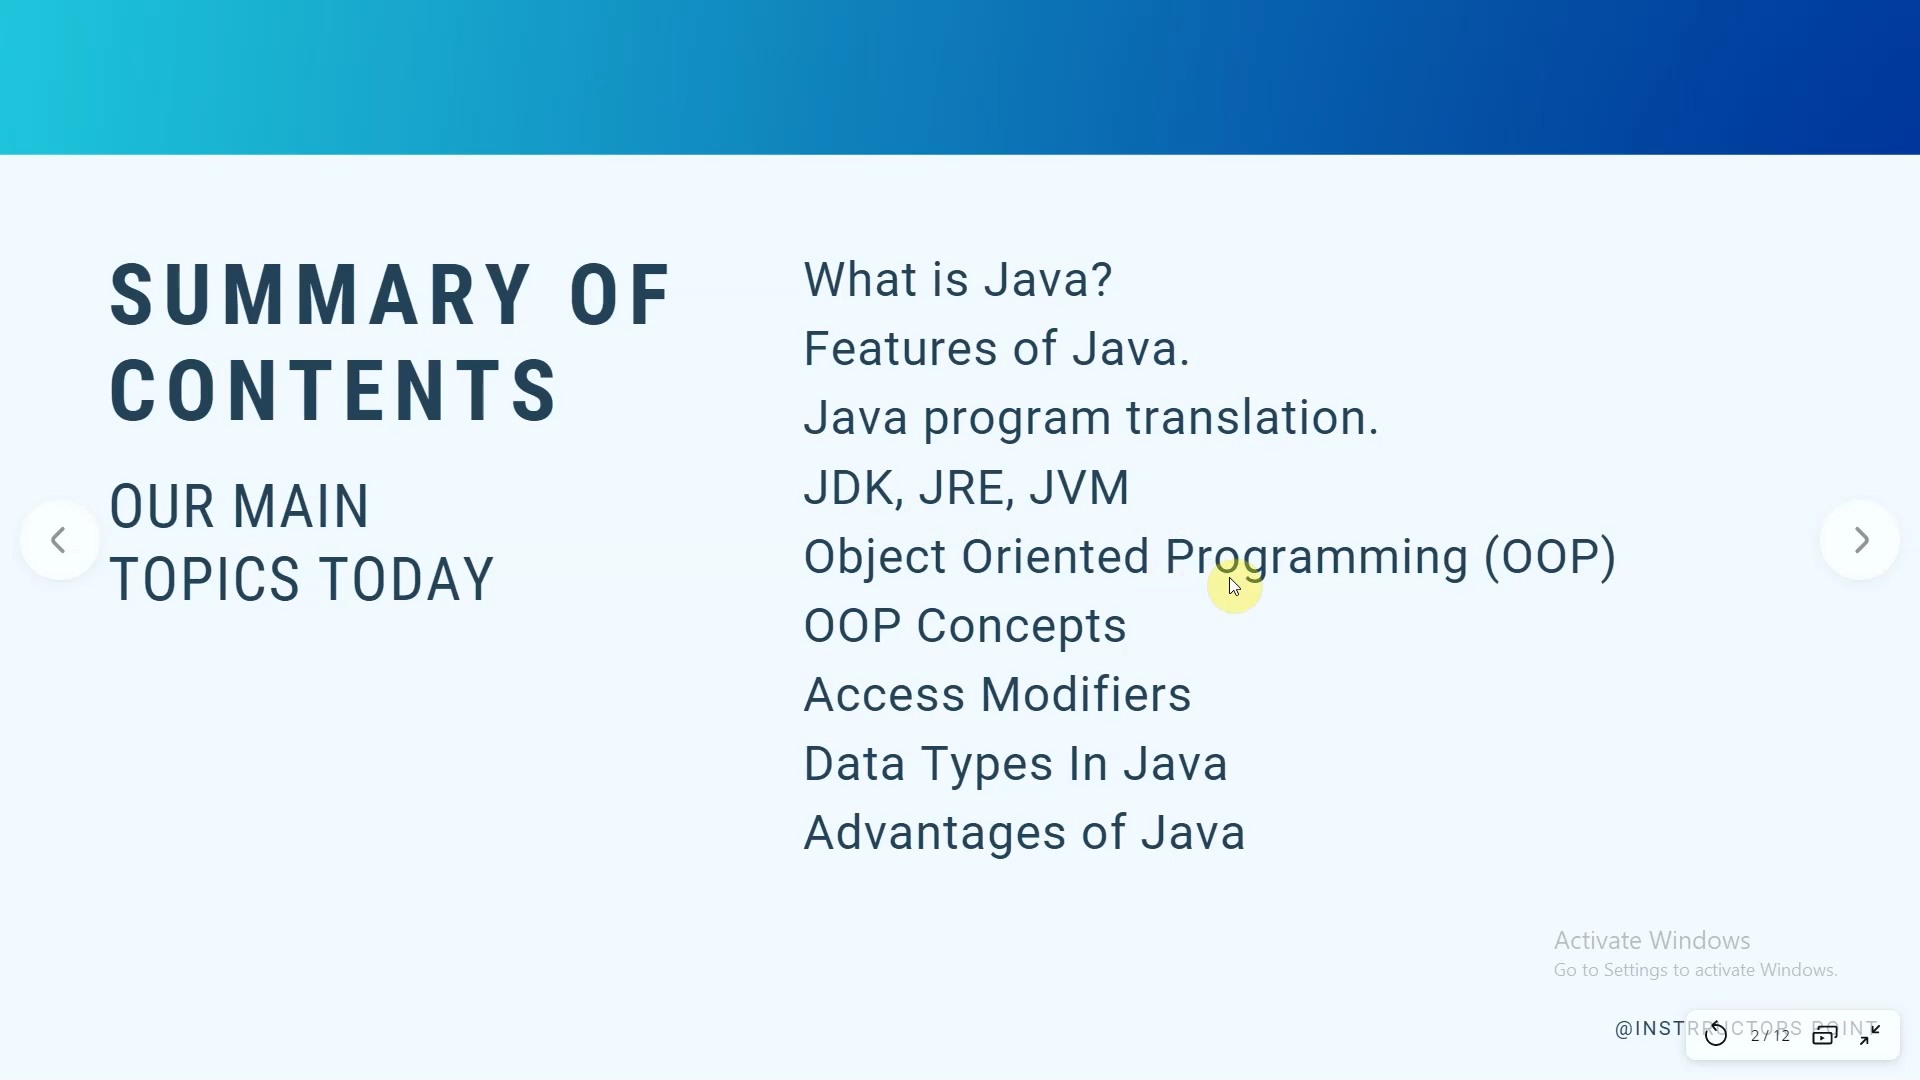 SUMMARY OF
CONTENTS
OUR MAIN
TOPICS TODAY
What is Java?
Features of Java.
Java program translation.
JDK, JRE, JVM
Object Oriented Programming (OOP)
OOP Concepts
Access Modifiers
Data Types In Java
Advantages of Java
Activate Windows
Go to Settings to activate Windows.
@INSTRRUCTORS POINT
2 / 12